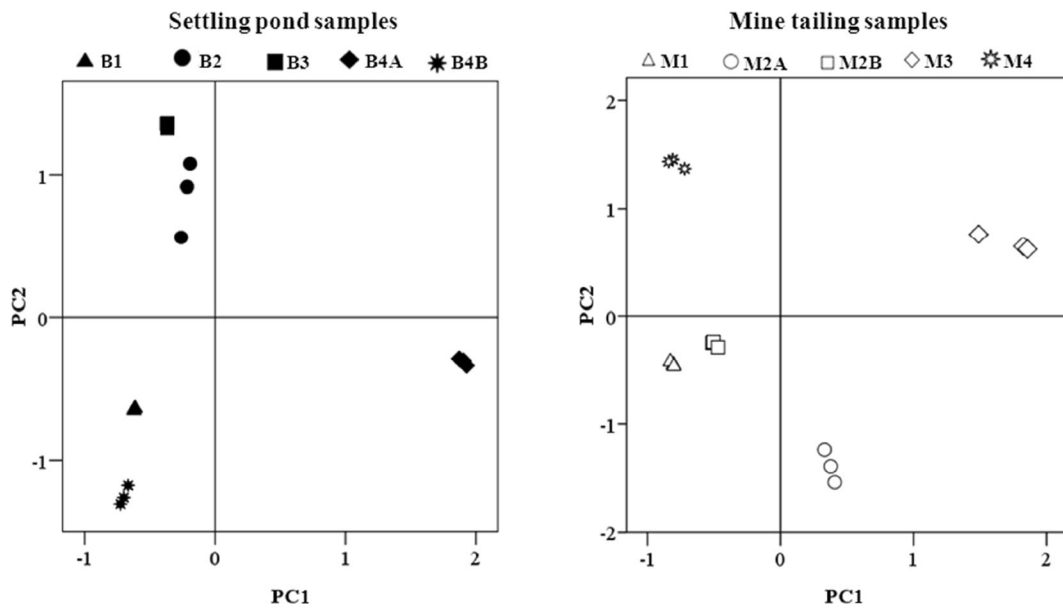 Settling pond samples
B1 B2 B3 B4A B4B
1
0
-1
PC2
-1 0 1 2
PC1
Mine tailing samples
M1 M2A M2B M3 M4
2
1
0
-1
-2
PC2
-1 0 1 2
PC1